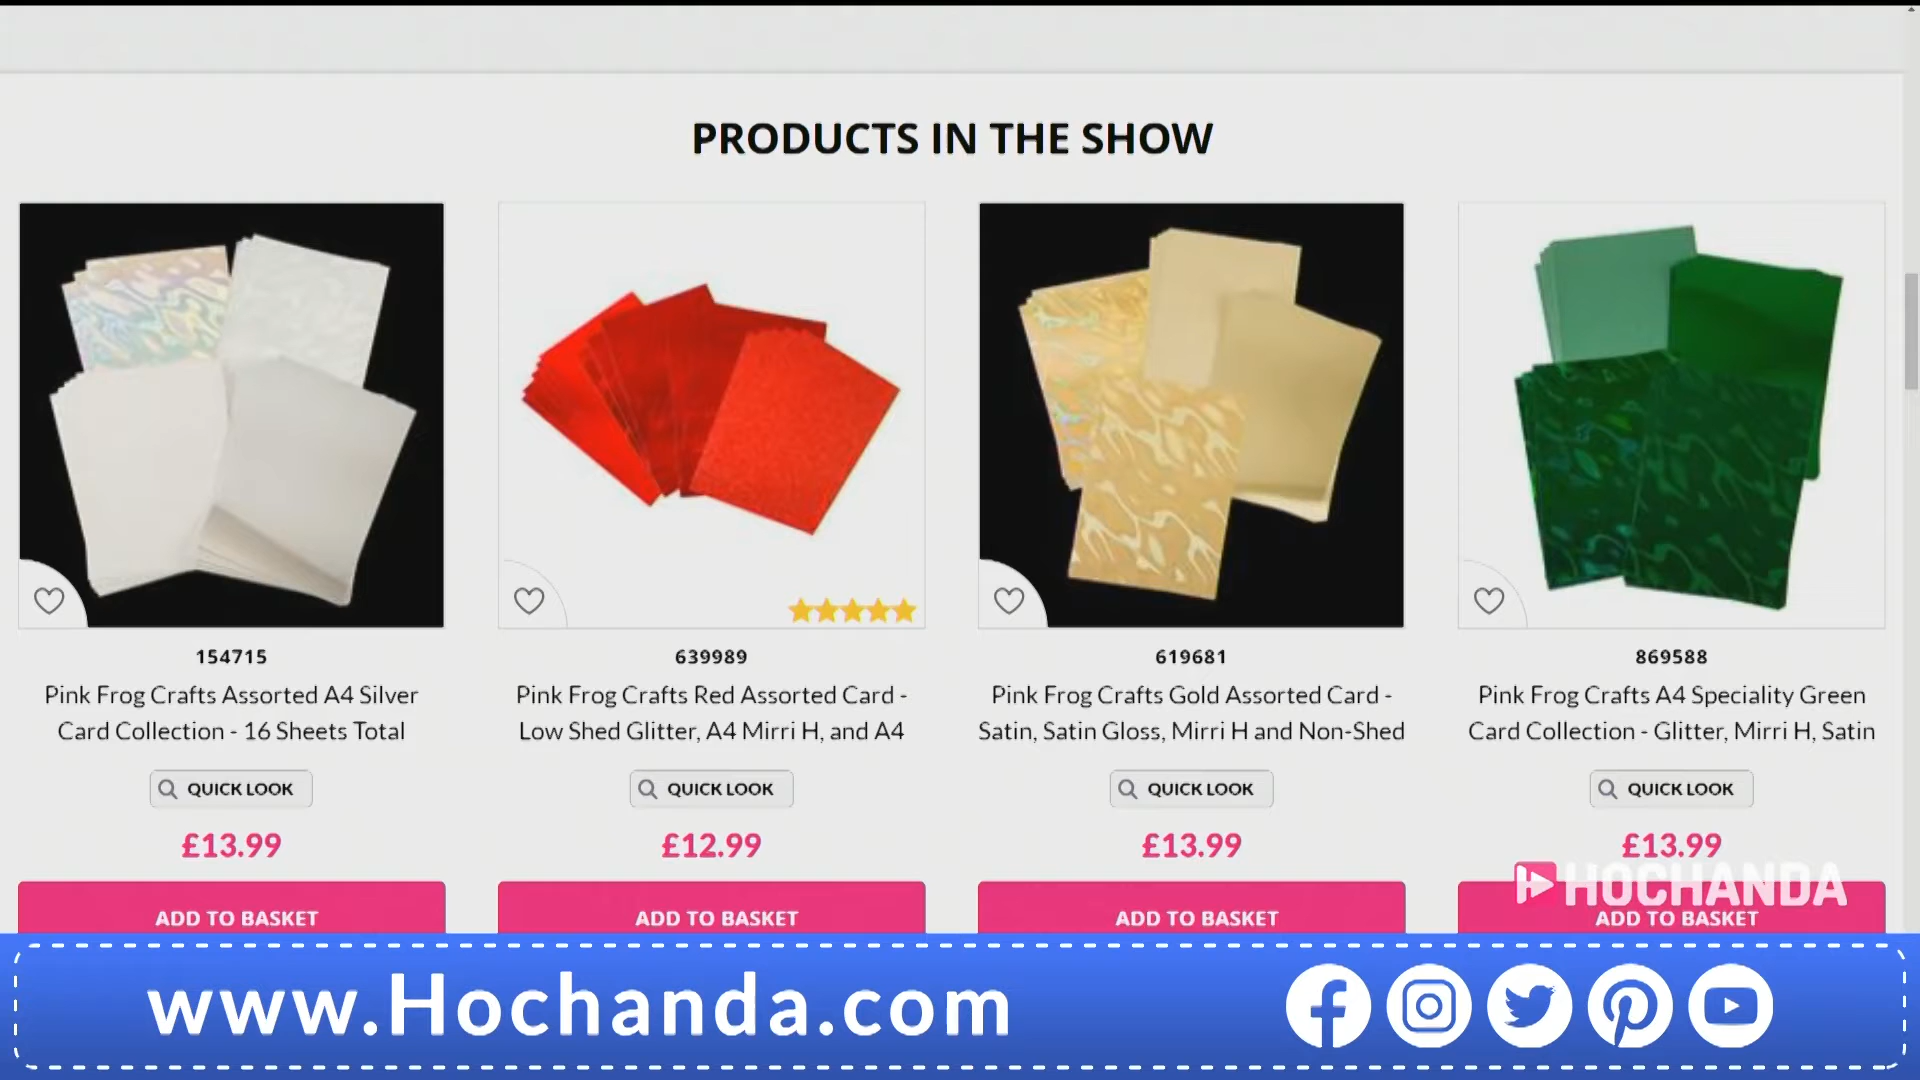 PRODUCTS IN THE SHOW
154715
Pink Frog Crafts Assorted A4 Silver
Card Collection - 16 Sheets Total
QUICK LOOK
£13.99
ADD TO BASKET
639989
Pink Frog Crafts Red Assorted Card -
Low Shed Glitter, A4 Mirri H, and A4
QUICK LOOK
£12.99
ADD TO BASKET
619681
Pink Frog Crafts Gold Assorted Card -
Satin, Satin Gloss, Mirri H and Non-Shed
QUICK LOOK
£13.99
ADD TO BASKET
869588
Pink Frog Crafts A4 Speciality Green
Card Collection - Glitter, Mirri H, Satin
QUICK LOOK
£13.99
HOCHANDA
ADD TO BASKET
www.Hochanda.com